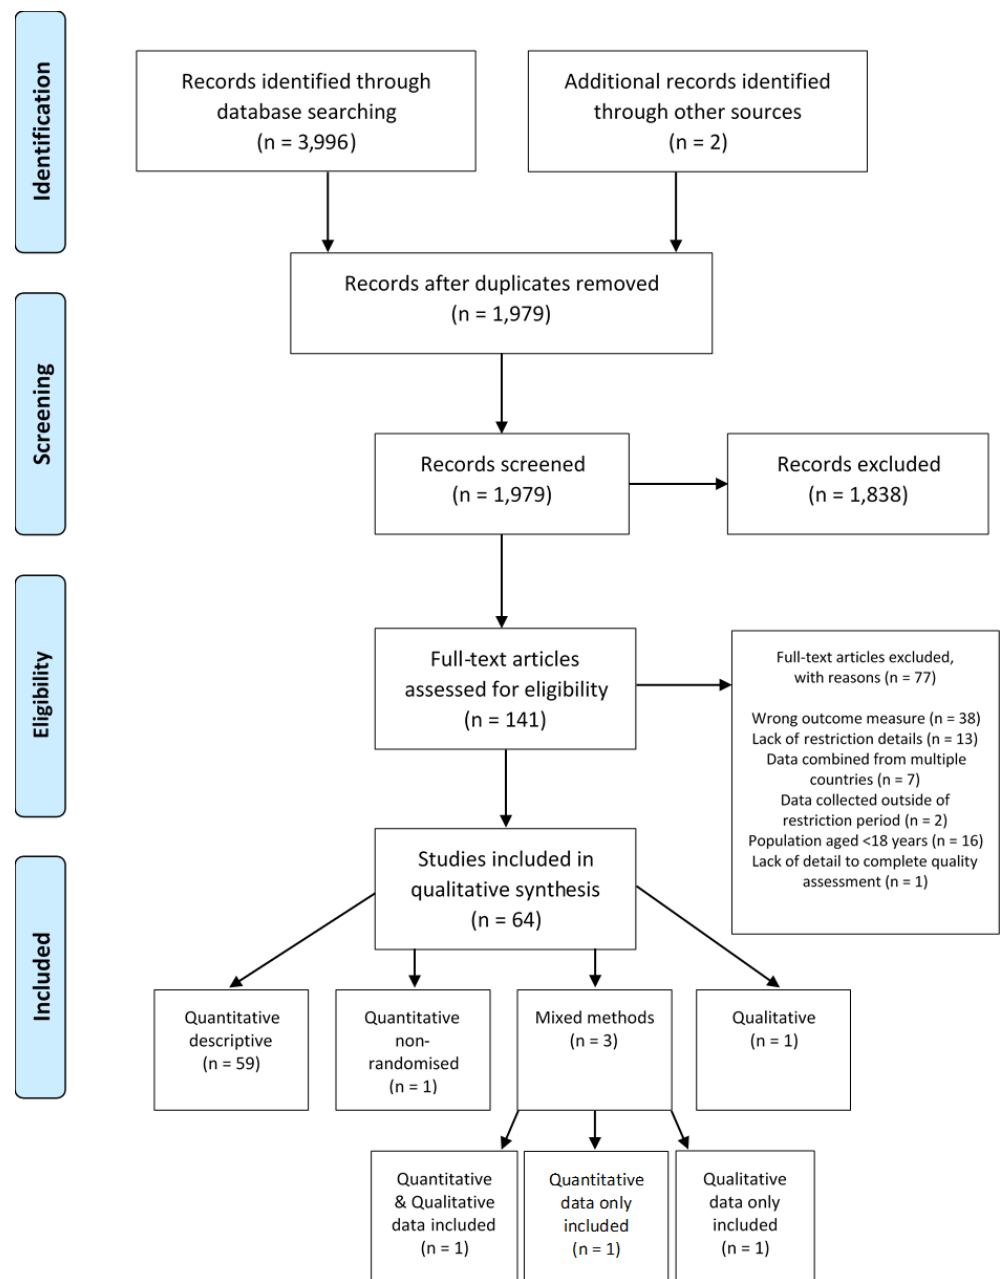 Identification
Records identified through
database searching
(n = 3,996)
Additional records identified
through other sources
(n = 2)
Records after duplicates removed
(n = 1,979)
Screening
Records screened
(n = 1,979)
Records excluded
(n = 1,838)
Eligibility
Full-text articles
assessed for eligibility
(n = 141)
Full-text articles excluded,
with reasons (n = 77)
Wrong outcome measure (n = 38)
Lack of restriction details (n = 13)
Data combined from multiple
countries (n = 7)
Data collected outside of
restriction period (n = 2)
Population aged <18 years (n = 16)
Lack of detail to complete quality
assessment (n = 1)
Included
Studies included in
qualitative synthesis
(n = 64)
Quantitative
descriptive
(n = 59)
Quantitative
non-
randomised
(n = 1)
Mixed methods
(n = 3)
Qualitative
(n = 1)
Quantitative
& Qualitative
data included
(n = 1)
Quantitative
data only
included
(n = 1)
Qualitative
data only
included
(n = 1)